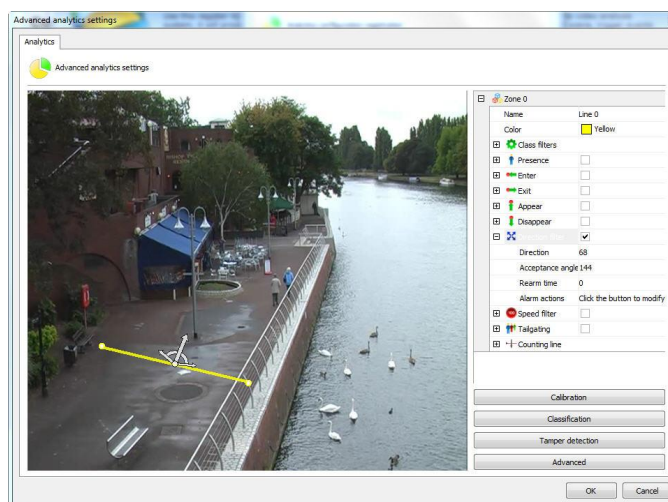 Advanced analytics settings
Analytics
Advanced analytics settings
Zone 0
Name Line 0
Color Yellow
Class filters
Presence
Enter
Exit
Appear
Disappear
Direction 68
Acceptance angle 144
Rearm time 0
Alarm actions Click the button to modify
Speed filter
Tailgating
Counting line
Calibration
Classification
Tamper detection
Advanced
OK Cancel